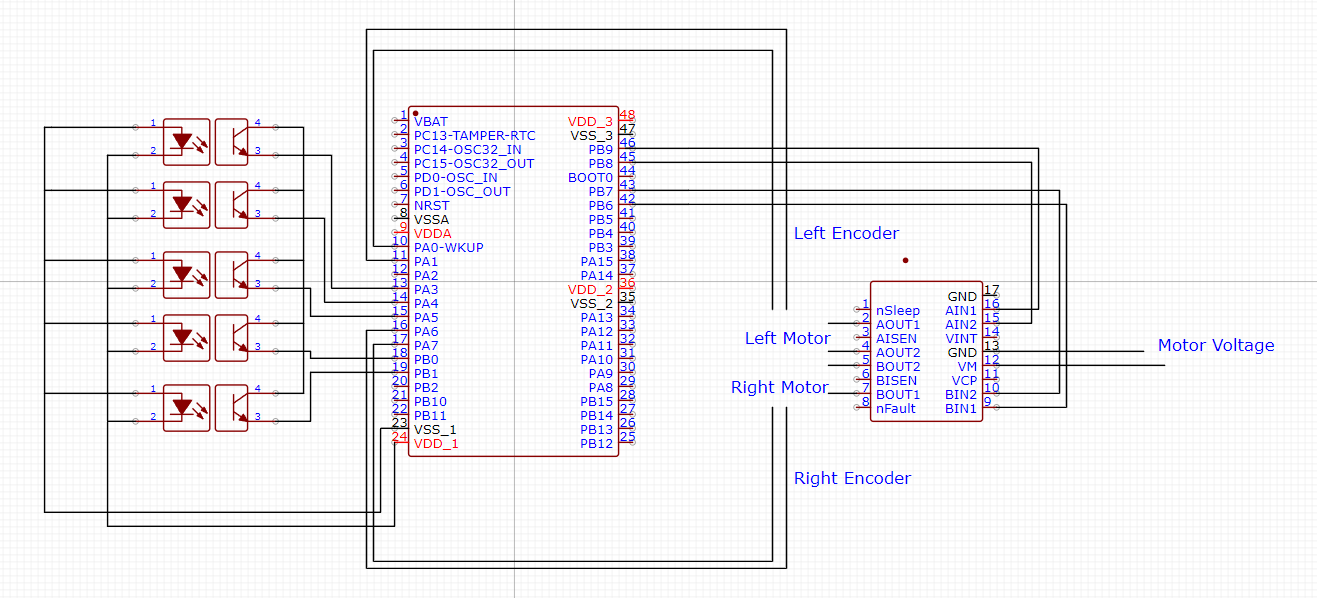 1 4
2 3
1 4
2 3
1 4
2 3
1 4
2 3
1 4
2 3
1 VBAT
2 PC13-TAMPER-RTC
3 PC14-OSC32_IN
4 PC15-OSC32_OUT
5 PD0-OSC_IN
6 PD1-OSC_OUT
7 NRST
8 VSSA
9 VDDA
10 PA0-WKUP
11 PA1
12 PA2
13 PA3
14 PA4
15 PA5
16 PA6
17 PA7
18 PB0
19 PB1
20 PB2
21 PB10
22 PB11
23 VSS_1
24 VDD_1
VDD_3 48
VSS_3 47
PB9 46
PB8 45
BOOT0 44
PB7 43
PB6 42
PB5 41
PB4 40
PB3 39
PA15 38
PA14 37
VDD_2 36
VSS_2 35
PA13 34
PA12 33
PA11 32
PA10 31
PA9 30
PA8 29
PB15 28
PB14 27
PB13 26
PB12 25
Left Encoder
Left Motor
Right Motor
Right Encoder
1 nSleep
2 AOUT1
3 AISEN
4 AOUT2
5 BOUT2
6 BISEN
7 BOUT1
8 nFault
GND 17
AIN1 16
AIN2 15
VINT 14
GND 13
VM 12
VCP 11
BIN2 10
BIN1 9
Motor Voltage